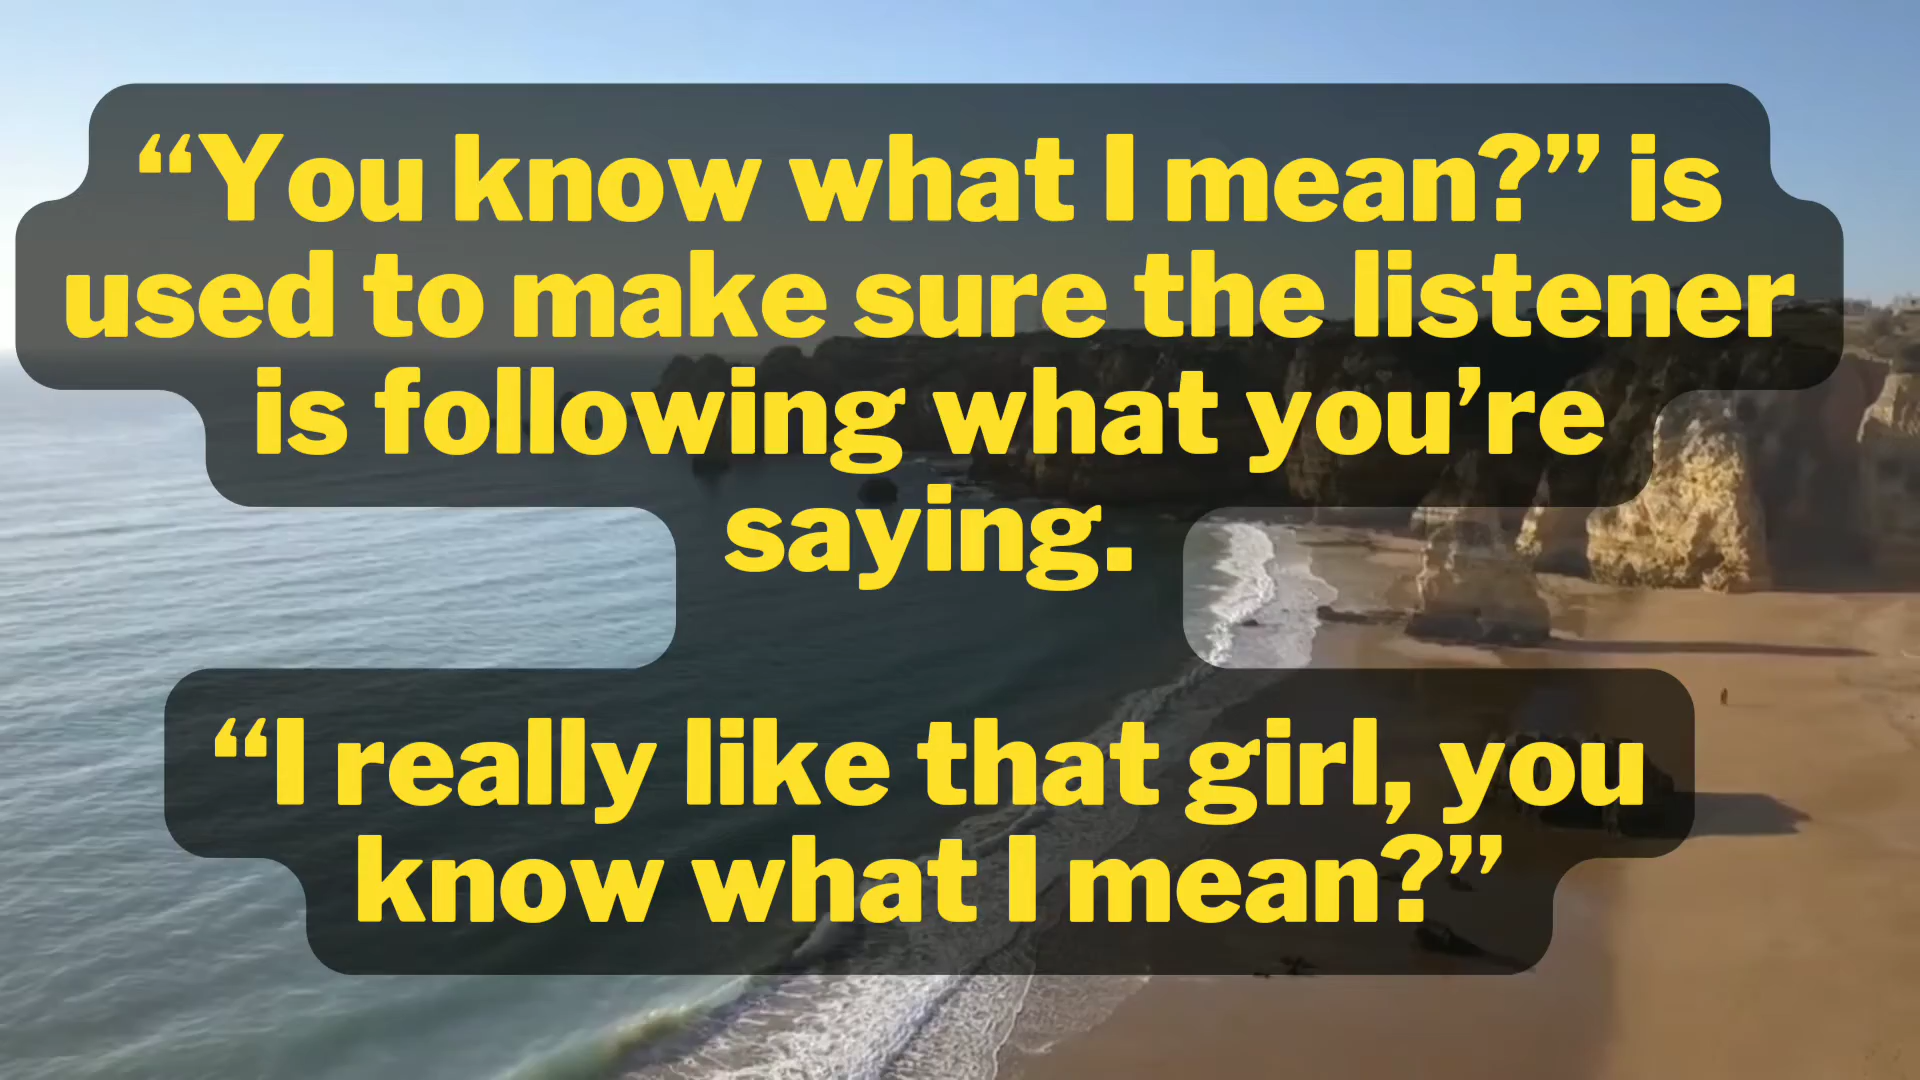 “You know what I mean?” is
used to make sure the listener
is following what you’re
saying.
“I really like that girl, you
know what I mean?”